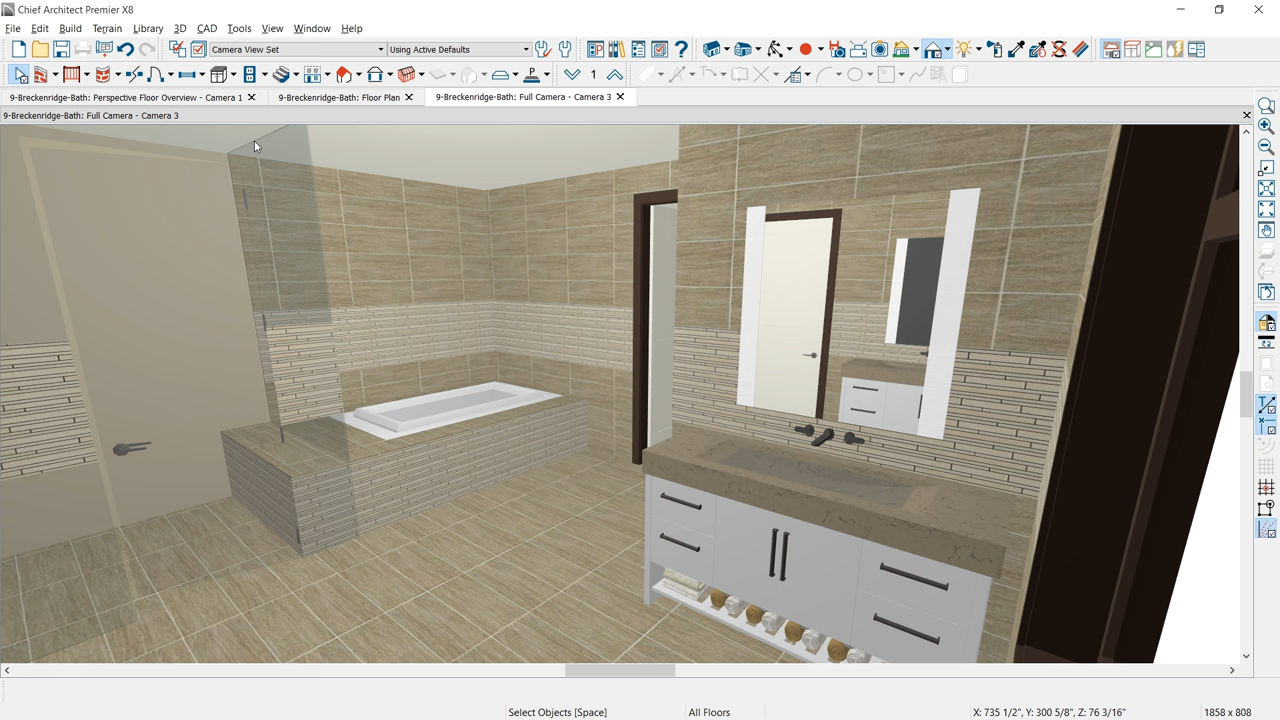 Chief Architect Premier X8
File Edit Build Terrain Library 3D CAD Tools View Window Help
Camera View Set Using Active Defaults
1
9-Breckenridge-Bath: Perspective Floor Overview - Camera 1 9-Breckenridge-Bath: Floor Plan 9-Breckenridge-Bath: Full Camera - Camera 3
9-Breckenridge-Bath: Full Camera - Camera 3
Select Objects [Space] All Floors X: 735 1/2", Y: 300 5/8", Z: 76 3/16" 1858 x 808